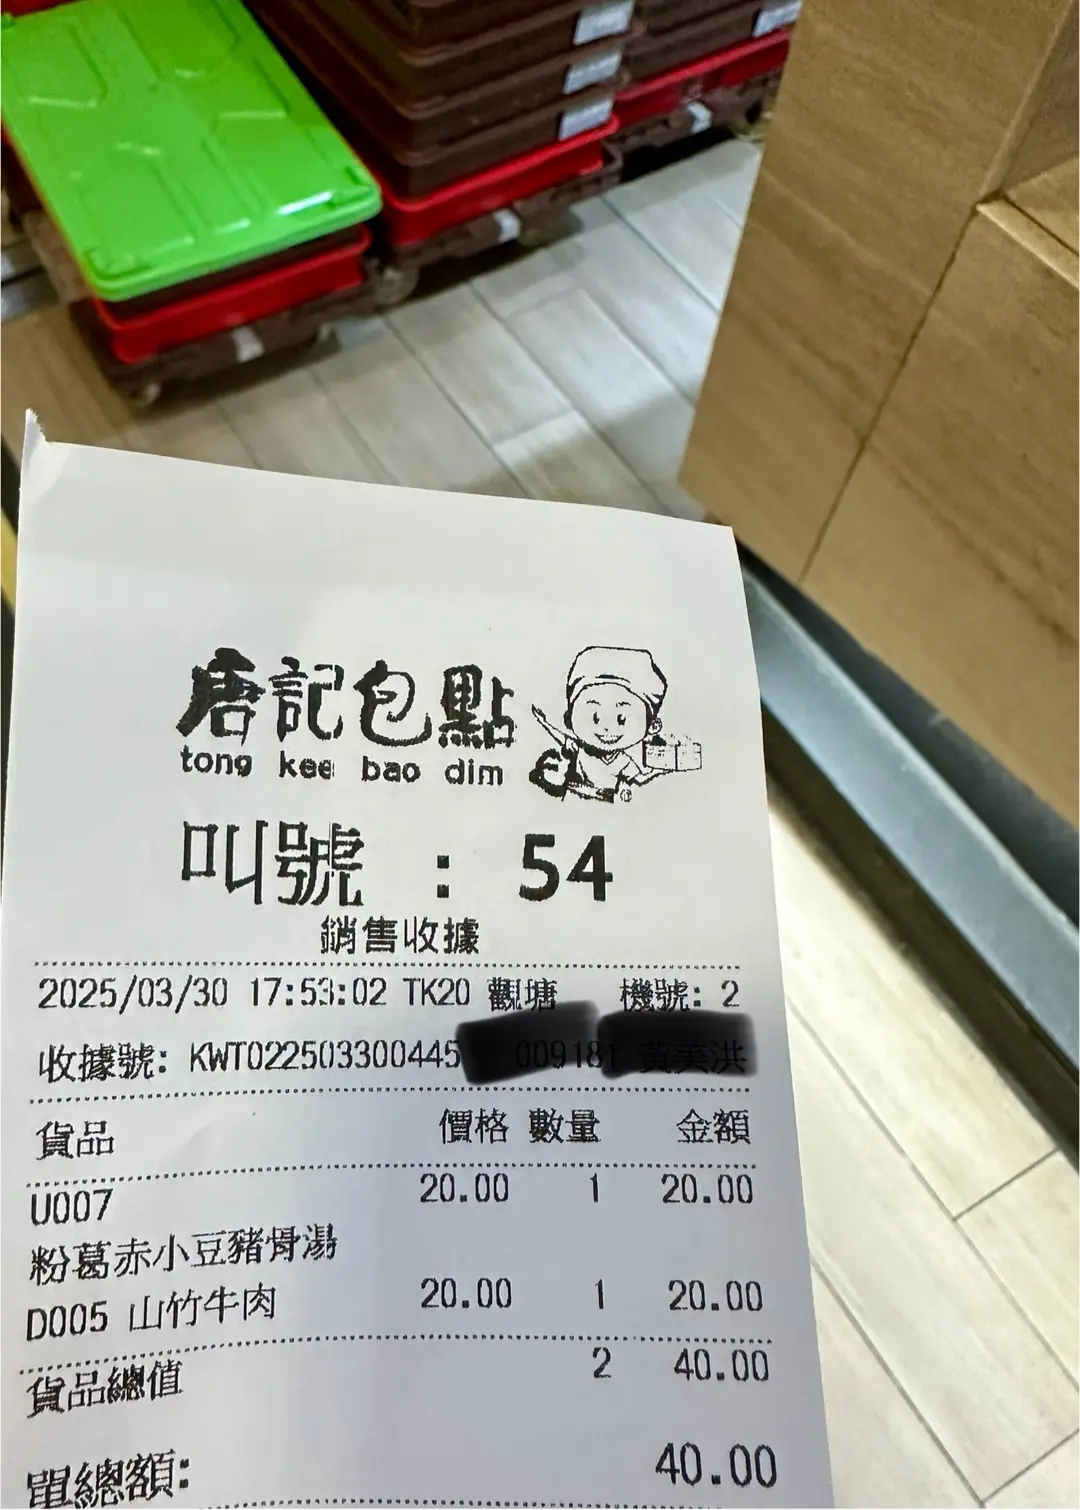 唐記包點
tong kee bao dim
叫號 : 54
銷售收據
2025/03/30 17:53:02 TK20 觀塘 機號: 2
收據號: KWT022503300445
貨品 價格 數量 金額
U007 20.00 1 20.00
粉葛赤小豆豬骨湯
D005 山竹牛肉 20.00 1 20.00
貨品總值 2 40.00
單總額: 40.00